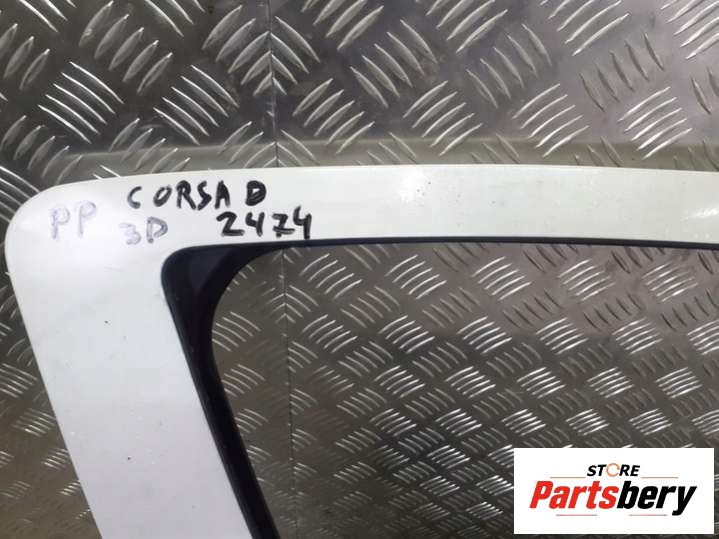 PP CORSA D
3D 2474
STORE
Partsbery